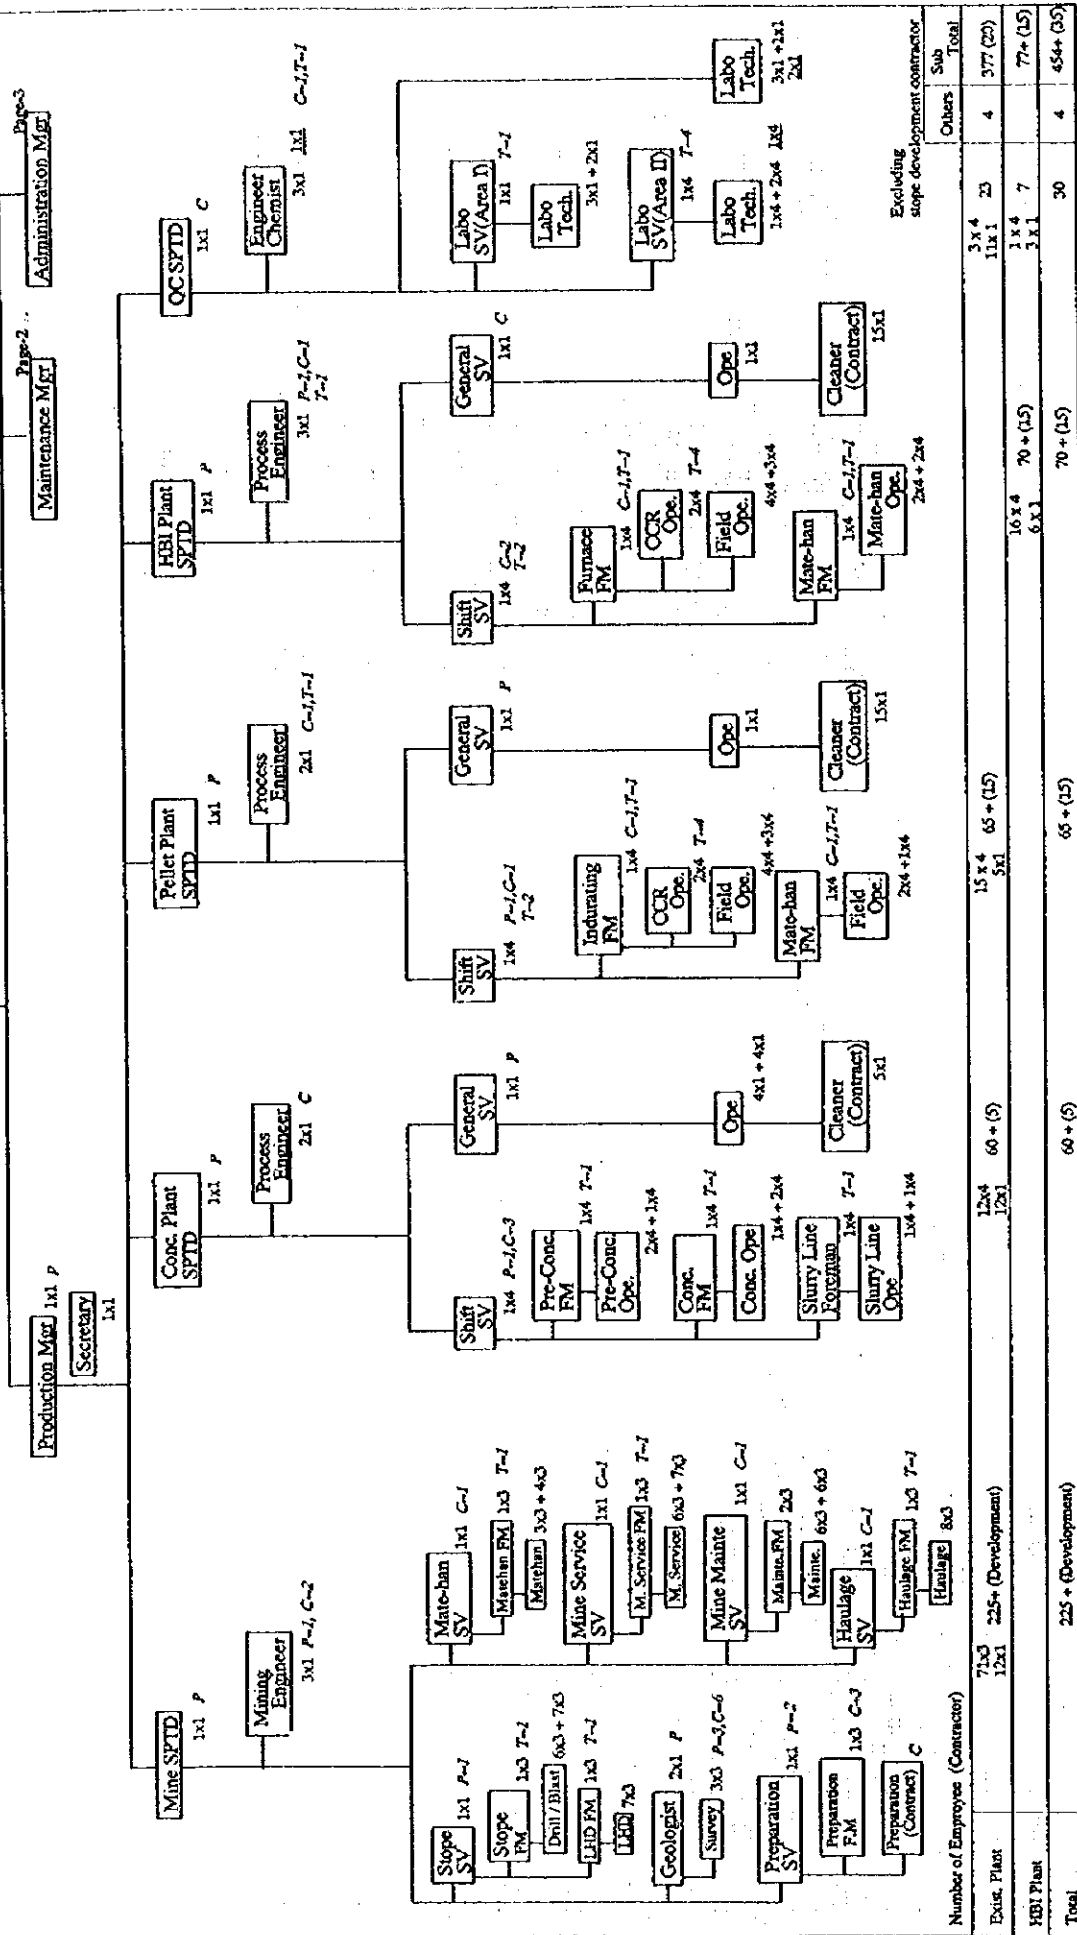 Page-3
Administration Mgr
Page-2
Maintenance Mgr
Production Mgr 1x1 P
Secretary
1x1
Mine SPTD
1x1 P
Mining
Engineer
3x1 P-1, C-2
Stope
SV
1x1 P-1
Stope
FM
1x3 T-1
Drill / Blast 6x3 + 7x3
LHD FM 1x3 T-1
LHD 7x3
Geologist 2x1 P
Survey 3x3 P-3,C-6
Preparation
SV
1x1 P-2
Preparation
F.M
1x3 C-3
Preparation
(Contract)
C
Mate-han
SV
1x1 C-1
Matehan FM 1x3 T-1
Matehan 3x3 + 4x3
Mine Service
SV
1x1 C-1
M. Service FM 1x3 T-1
M. Service 6x3 + 7x3
Mine Mainte
SV
1x1 C-1
Mainte.FM 2x3
Mainte. 6x3 + 6x3
Haulage
SV
1x1 C-1
Haulage FM 1x3 T-1
Haulage 8x3
Conc. Plant
SPTD
1x1 P
Process
Engineer
2x1 C
Shift
SV
1x4 P-1,C-3
Pre-Conc.
FM
1x4 T-1
Pre-Conc.
Ope.
2x4 + 1x4
Conc.
FM
1x4 T-1
Conc. Ope
1x4 + 2x4
Slurry Line
Foreman
1x4 T-1
Slurry Line
Ope
1x4 + 1x4
General
SV
1x1 P
Ope
4x1 + 4x1
Cleaner
(Contract)
5x1
Pellet Plant
SPTD
1x1 P
Process
Engineer
2x1 C-1,T-1
Shift
SV
1x4 P-1,C-1
T-2
Indurating
FM
1x4 C-1,T-1
CCR
Ope.
2x4 T-4
Field
Ope.
4x4 +3x4
Mate-han
FM
1x4 C-1,T-1
Field
Ope.
2x4 +1x4
General
SV
1x1 P
Ope
1x1
Cleaner
(Contract)
15x1
HBI Plant
SPTD
1x1 P
Process
Engineer
3x1 P-1,C-1
T-1
Shift
SV
1x4 C-2
T-2
Furnace
FM
1x4 C-1,T-1
CCR
Ope.
2x4 T-4
Field
Ope.
4x4 +3x4
Mate-han
FM
1x4 C-1,T-1
Mate-han
Ope.
2x4 + 2x4
General
SV
1x1 C
Ope
1x1
Cleaner
(Contract)
15x1
QC SPTD
1x1 C
Engineer
Chemist
3x1 1x1 C-1,T-1
Labo
SV(Area I)
1x1 T-1
Labo
Tech.
3x1 + 2x1
Labo
SV(Area II)
1x4 T-4
Labo
Tech.
1x4 + 2x4 1x4
Labo
Tech.
3x1 +1x1
2x1
Excluding
stope development contractor
Number of Employee (Contractor) Others Sub Total
Exist. Plant 71x3 12x1 225+ (Development) 12x4 12x1 60 + (5) 15 x 4 5x1 65 + (15) 3 x 4 11x 1 23 4 377 (20)
HBI Plant 16 x 4 6 x 1 70 + (15) 1 x 4 3 x 1 7 77+ (15)
Total 225 + (Development) 60 + (5) 65 + (15) 70 + (15) 30 4 454+ (35)